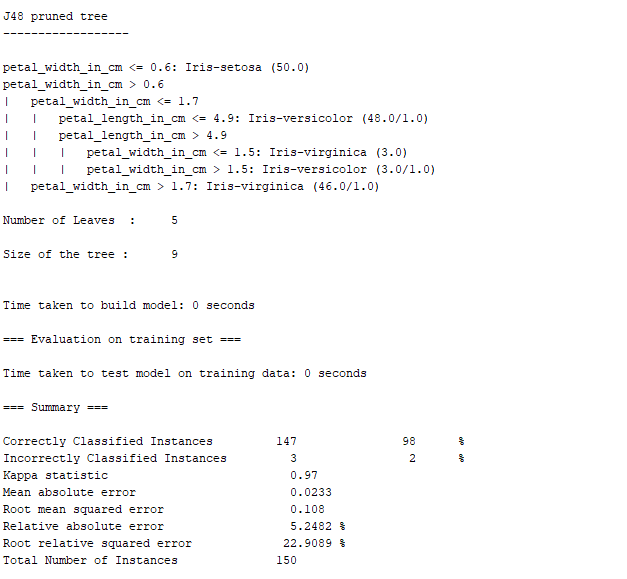 J48 pruned tree
------------------
petal_width_in_cm <= 0.6: Iris-setosa (50.0)
petal_width_in_cm > 0.6
|   petal_width_in_cm <= 1.7
|   |   petal_length_in_cm <= 4.9: Iris-versicolor (48.0/1.0)
|   |   petal_length_in_cm > 4.9
|   |   |   petal_width_in_cm <= 1.5: Iris-virginica (3.0)
|   |   |   petal_width_in_cm > 1.5: Iris-versicolor (3.0/1.0)
|   petal_width_in_cm > 1.7: Iris-virginica (46.0/1.0)
Number of Leaves  :     5
Size of the tree :      9
Time taken to build model: 0 seconds
=== Evaluation on training set ===
Time taken to test model on training data: 0 seconds
=== Summary ===
Correctly Classified Instances         147               98      %
Incorrectly Classified Instances         3                2      %
Kappa statistic                          0.97
Mean absolute error                      0.0233
Root mean squared error                  0.108
Relative absolute error                  5.2482 %
Root relative squared error             22.9089 %
Total Number of Instances              150